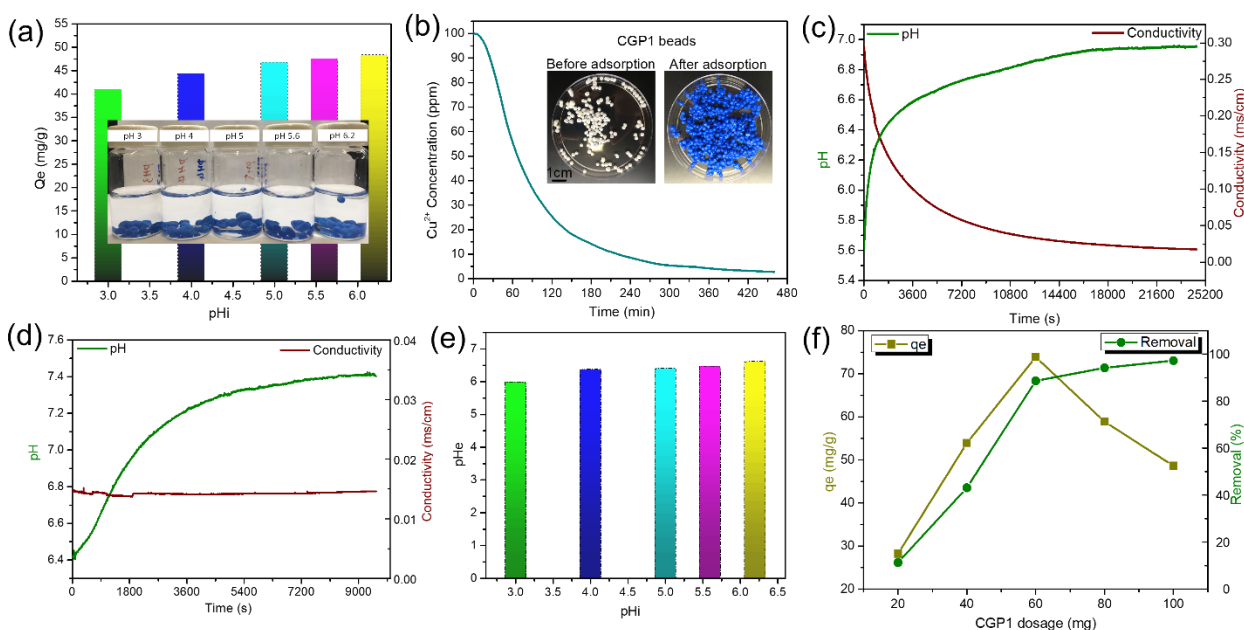 (a)
Qe (mg/g)
55
50
45
40
35
30
25
20
15
10
5
0
pH 3
pH 4
pH 5
pH 5.6
pH 6.2
3.0 3.5 4.0 4.5 5.0 5.5 6.0
pHi
(b)
Cu2+ Concentration (ppm)
100
90
80
70
60
50
40
30
20
10
0
CGP1 beads
Before adsorption After adsorption
1cm
0 60 120 180 240 300 360 420 480
Time (min)
(c)
pH
7.0
6.8
6.6
6.4
6.2
6.0
5.8
5.6
5.4
pH
Conductivity
0.30
0.25
0.20
0.15
0.10
0.05
0.00
Conductivity (ms/cm)
0 3600 7200 10800 14400 18000 21600 25200
Time (s)
(d)
pH
7.6
7.4
7.2
7.0
6.8
6.6
6.4
pH
Conductivity
0.04
0.03
0.02
0.01
0.00
Conductivity (ms/cm)
0 1800 3600 5400 7200 9000
Time (s)
(e)
pHe
7
6
5
4
3
2
1
0
3.0 3.5 4.0 4.5 5.0 5.5 6.0 6.5
pHi
(f)
qe (mg/g)
80
70
60
50
40
30
20
qe
Removal
100
80
60
40
20
0
Removal (%)
20 40 60 80 100
CGP1 dosage (mg)